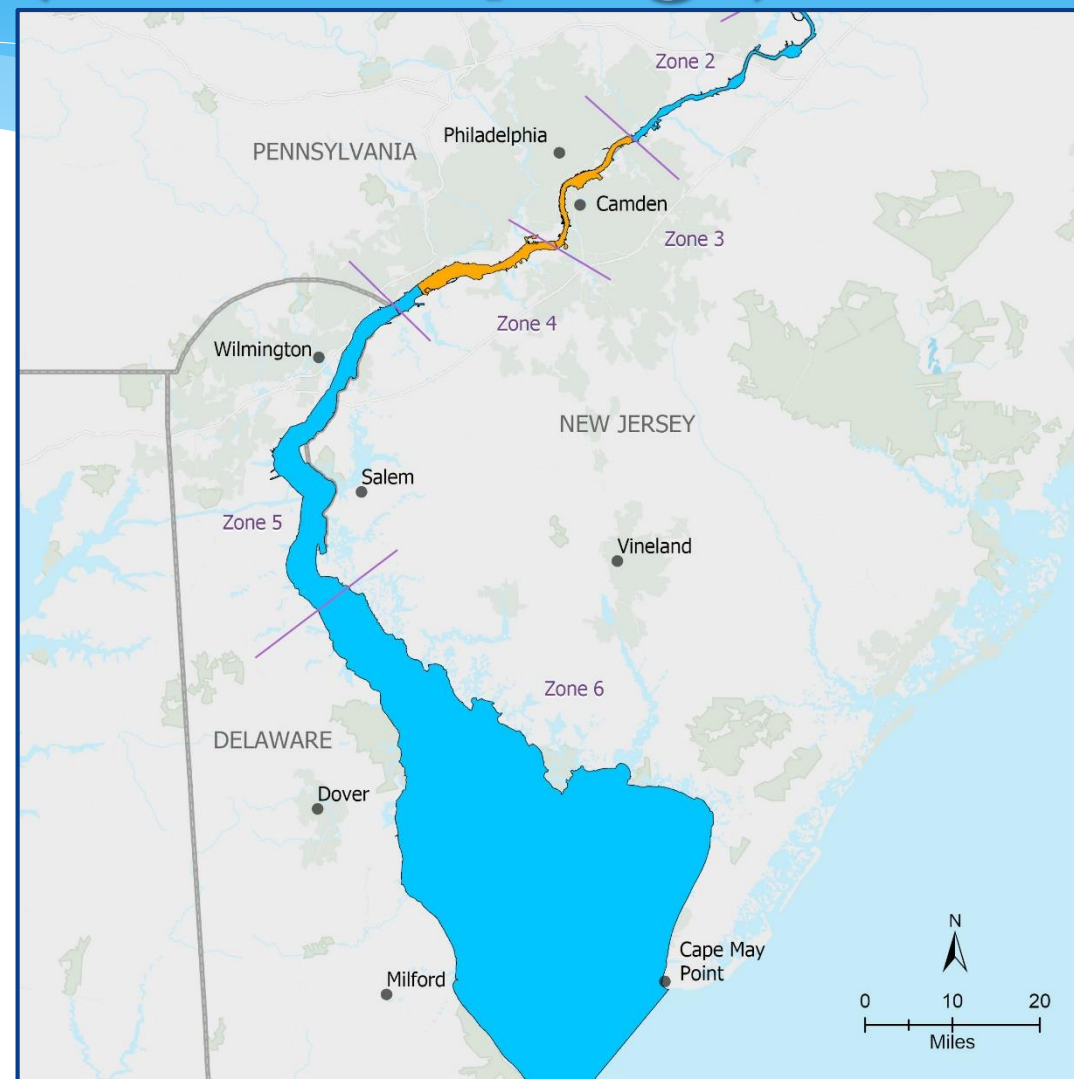 Zone 2
Philadelphia
PENNSYLVANIA
Camden
Zone 3
Zone 4
Wilmington
NEW JERSEY
Salem
Zone 5
Vineland
Zone 6
DELAWARE
Dover
N
Cape May
Point
Milford
0 10 20
Miles